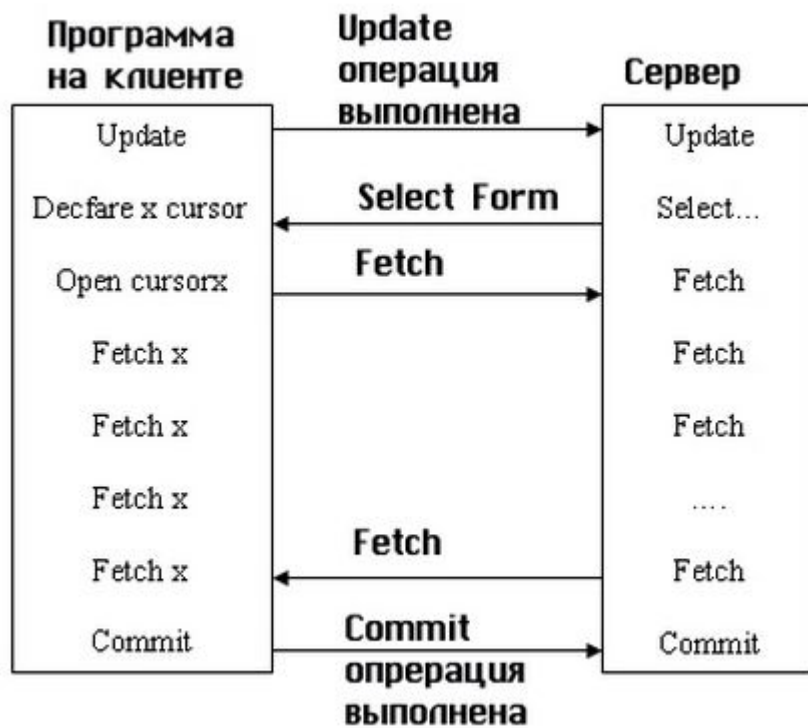 Программа
на клиенте
Update
операция
выполнена
Сервер
Update
Update
Decfare x cursor
Select Form
Select...
Open cursorx
Fetch
Fetch
Fetch x
Fetch
Fetch x
Fetch
Fetch x
....
Fetch x
Fetch
Fetch
Commit
Commit
опрерация
выполнена
Commit